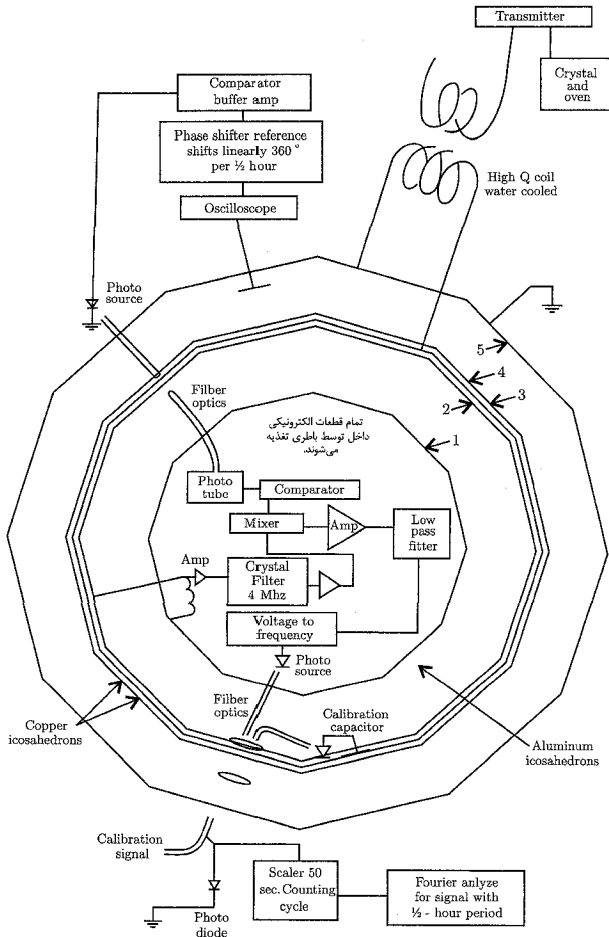 Transmitter
Crystal
and
oven
Comparator
buffer amp
Phase shifter reference
shifts linearly 360°
per ½ hour
Oscilloscope
High Q coil
water cooled
Photo
source
5
4
3
2
1
Filber
optics
تمام قطعات الکترونیکی
داخل توسط باطری تغذیه
می‌شوند.
Photo
tube
Comparator
Mixer
Amp
Low
pass
fitter
Amp
Crystal
Filter
4 Mhz
Voltage to
frequency
Photo
source
Filber
optics
Calibration
capacitor
Copper
icosahedrons
Aluminum
icosahedrons
Calibration
signal
Photo
diode
Scaler 50
sec. Counting
cycle
Fourier anlyze
for signal with
½ - hour period